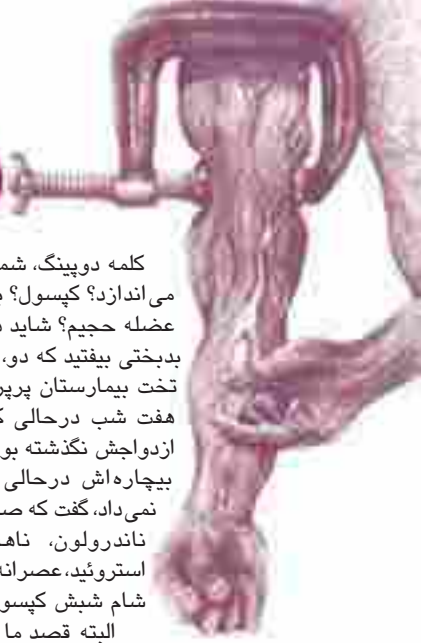 کلمه دوپینگ، شم
می‌اندازد؟ کپسول؟
عضله حجیم؟ شاید
بدبختی بیفتید که دو،
تخت بیمارستان پرپر
هفت شب درحالی ک
ازدواجش نگذشته بو
بیچاره‌اش درحالی
نمی‌داد، گفت که ص
ناندرولون، ناه
استروئید، عصرانه
شام شبش کپسو
البته قصد ما